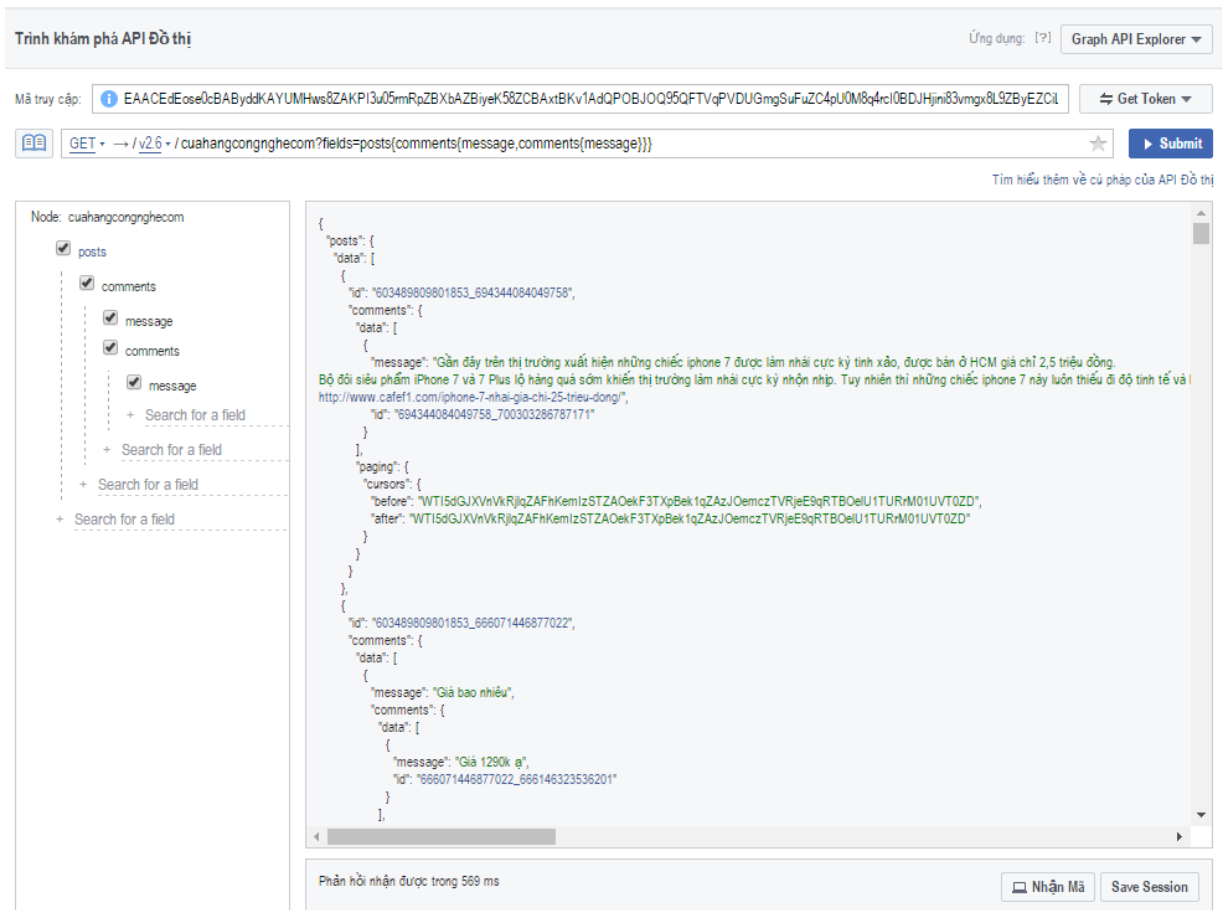 Trình khám phá API Đồ thị
Ứng dụng: [?] Graph API Explorer
Mã truy cập: EAACEdEose0cBAByddKAYUMHws8ZAKPI3u05rmRpZBXbAZBiyeK58ZCBAxtBKv1AdQPOBJOQ95QFTVqPVDUGmgSuFuZC4pU0M8q4rcI0BDJHjini83vmgx8L9ZByEZCiL Get Token
GET → / v2.6 / cuahangcongnghecom?fields=posts{comments{message,comments{message}}} Submit
Tìm hiểu thêm về cú pháp của API Đồ thị
Node: cuahangcongnghecom
posts
comments
message
comments
message
+ Search for a field
+ Search for a field
+ Search for a field
+ Search for a field
{
"posts": {
"data": [
{
"id": "603489809801853_694344084049758",
"comments": {
"data": [
{
"message": "Gần đây trên thị trường xuất hiện những chiếc iphone 7 được làm nhái cực kỳ tinh xảo, được bán ở HCM giá chỉ 2,5 triệu đồng.
Bộ đôi siêu phẩm iPhone 7 và 7 Plus lộ hàng quá sớm khiến thị trường làm nhái cực kỳ nhộn nhịp. Tuy nhiên thì những chiếc iphone 7 này luôn thiếu đi độ tinh tế và
http://www.cafef1.com/iphone-7-nhai-gia-chi-25-trieu-dong/",
"id": "694344084049758_700303286787171"
}
],
"paging": {
"cursors": {
"before": "WTI5dGJXVnVkRjlqZAFhKemIzSTZAOekF3TXpBek1qZAzJOemczTVRjeE9qRTBOelU1TURrM01UVT0ZD",
"after": "WTI5dGJXVnVkRjlqZAFhKemIzSTZAOekF3TXpBek1qZAzJOemczTVRjeE9qRTBOelU1TURrM01UVT0ZD"
}
}
}
},
{
"id": "603489809801853_666071446877022",
"comments": {
"data": [
{
"message": "Giá bao nhiêu",
"comments": {
"data": [
{
"message": "Giá 1290k ạ",
"id": "666071446877022_666146323536201"
}
],
Phản hồi nhận được trong 569 ms
Nhận Mã Save Session